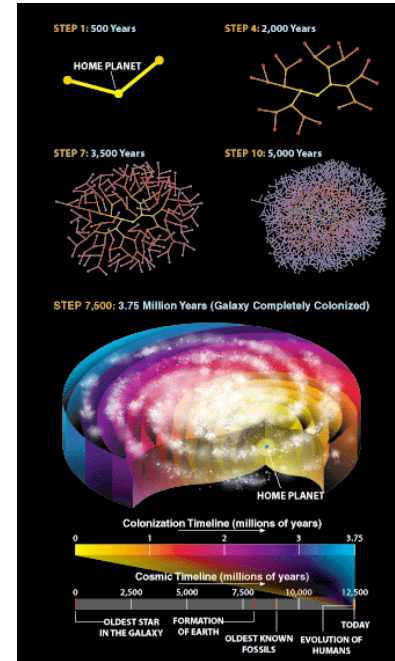 STEP 1: 500 Years
HOME PLANET
STEP 4: 2,000 Years
STEP 7: 3,500 Years
STEP 10: 5,000 Years
STEP 7,500: 3.75 Million Years (Galaxy Completely Colonized)
HOME PLANET
Colonization Timeline (millions of years)
0 1 2 3 3.75
Cosmic Timeline (millions of years)
0 2,500 5,000 7,500 10,000 12,500
TODAY
OLDEST STAR
IN THE GALAXY
FORMATION
OF EARTH
OLDEST KNOWN
FOSSILS
EVOLUTION OF
HUMANS